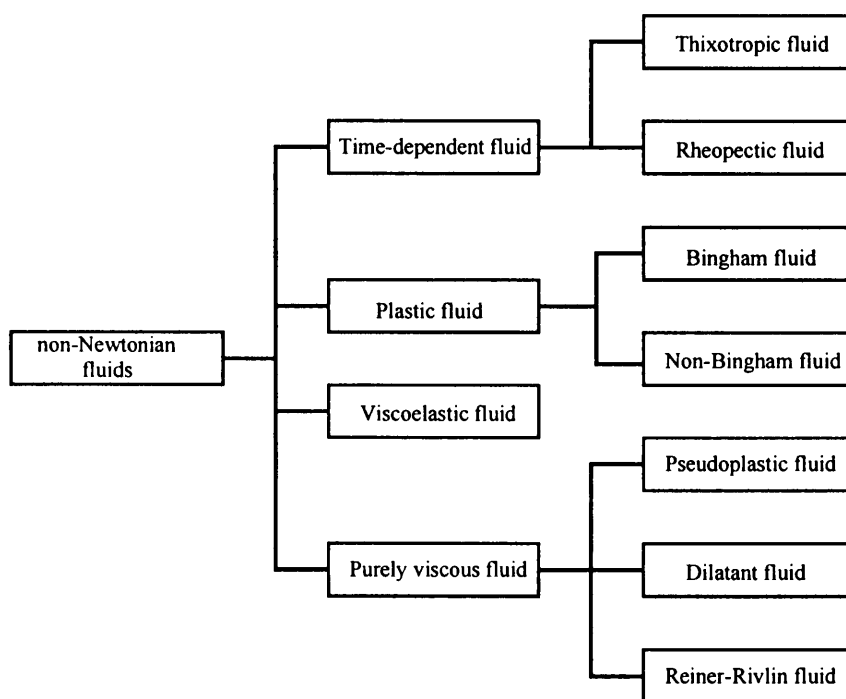 Thixotropic fluid
Time-dependent fluid
Rheopectic fluid
Bingham fluid
Plastic fluid
non-Newtonian
fluids
Non-Bingham fluid
Viscoelastic fluid
Pseudoplastic fluid
Purely viscous fluid
Dilatant fluid
Reiner-Rivlin fluid